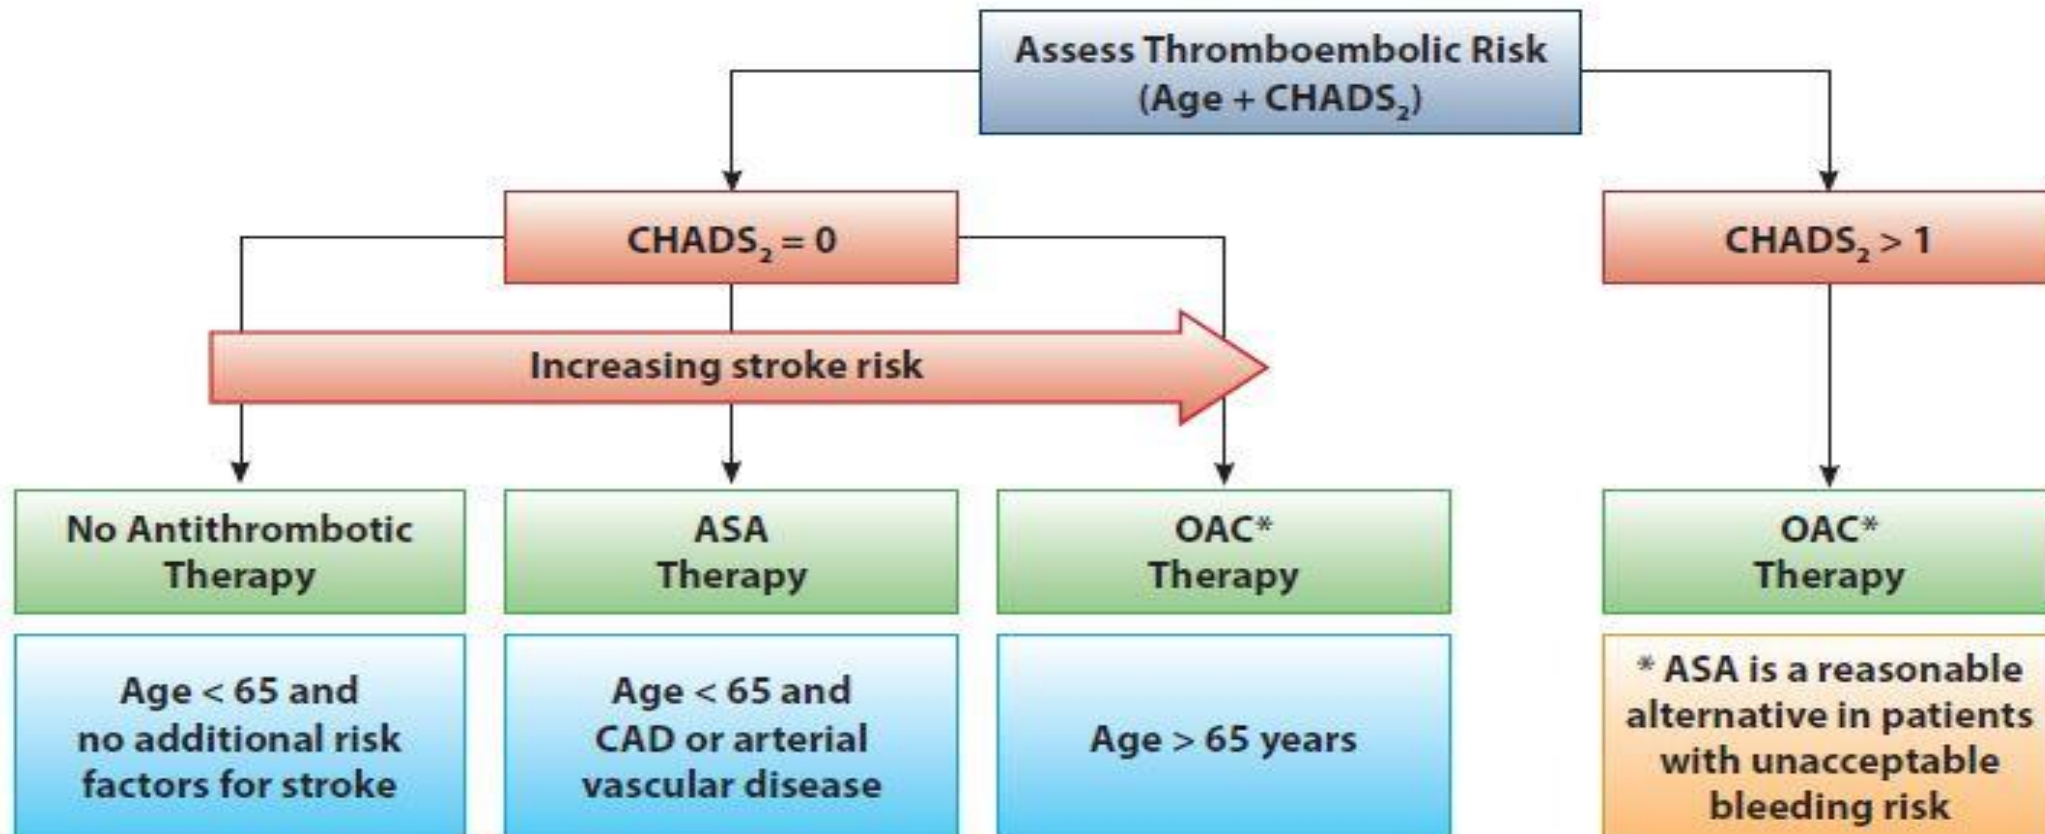 Assess Thromboembolic Risk
(Age + CHADS₂)
CHADS₂ = 0
CHADS₂ > 1
Increasing stroke risk
No Antithrombotic
Therapy
ASA
Therapy
OAC*
Therapy
OAC*
Therapy
Age < 65 and
no additional risk
factors for stroke
Age < 65 and
CAD or arterial
vascular disease
Age > 65 years
* ASA is a reasonable
alternative in patients
with unacceptable
bleeding risk